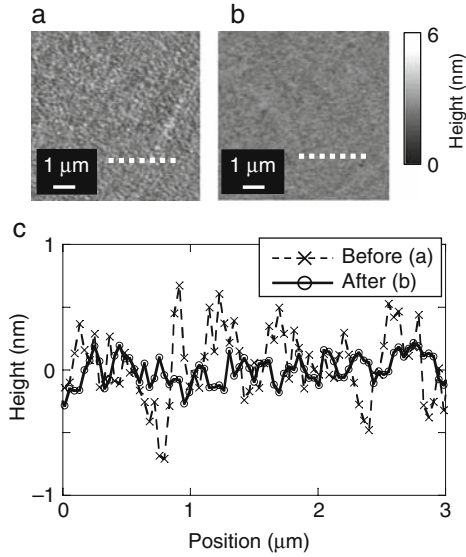 a
b
1 μm
1 μm
6
0
Height (nm)
c
1
0
−1
Height (nm)
Before (a)
After (b)
0
1
2
3
Position (μm)